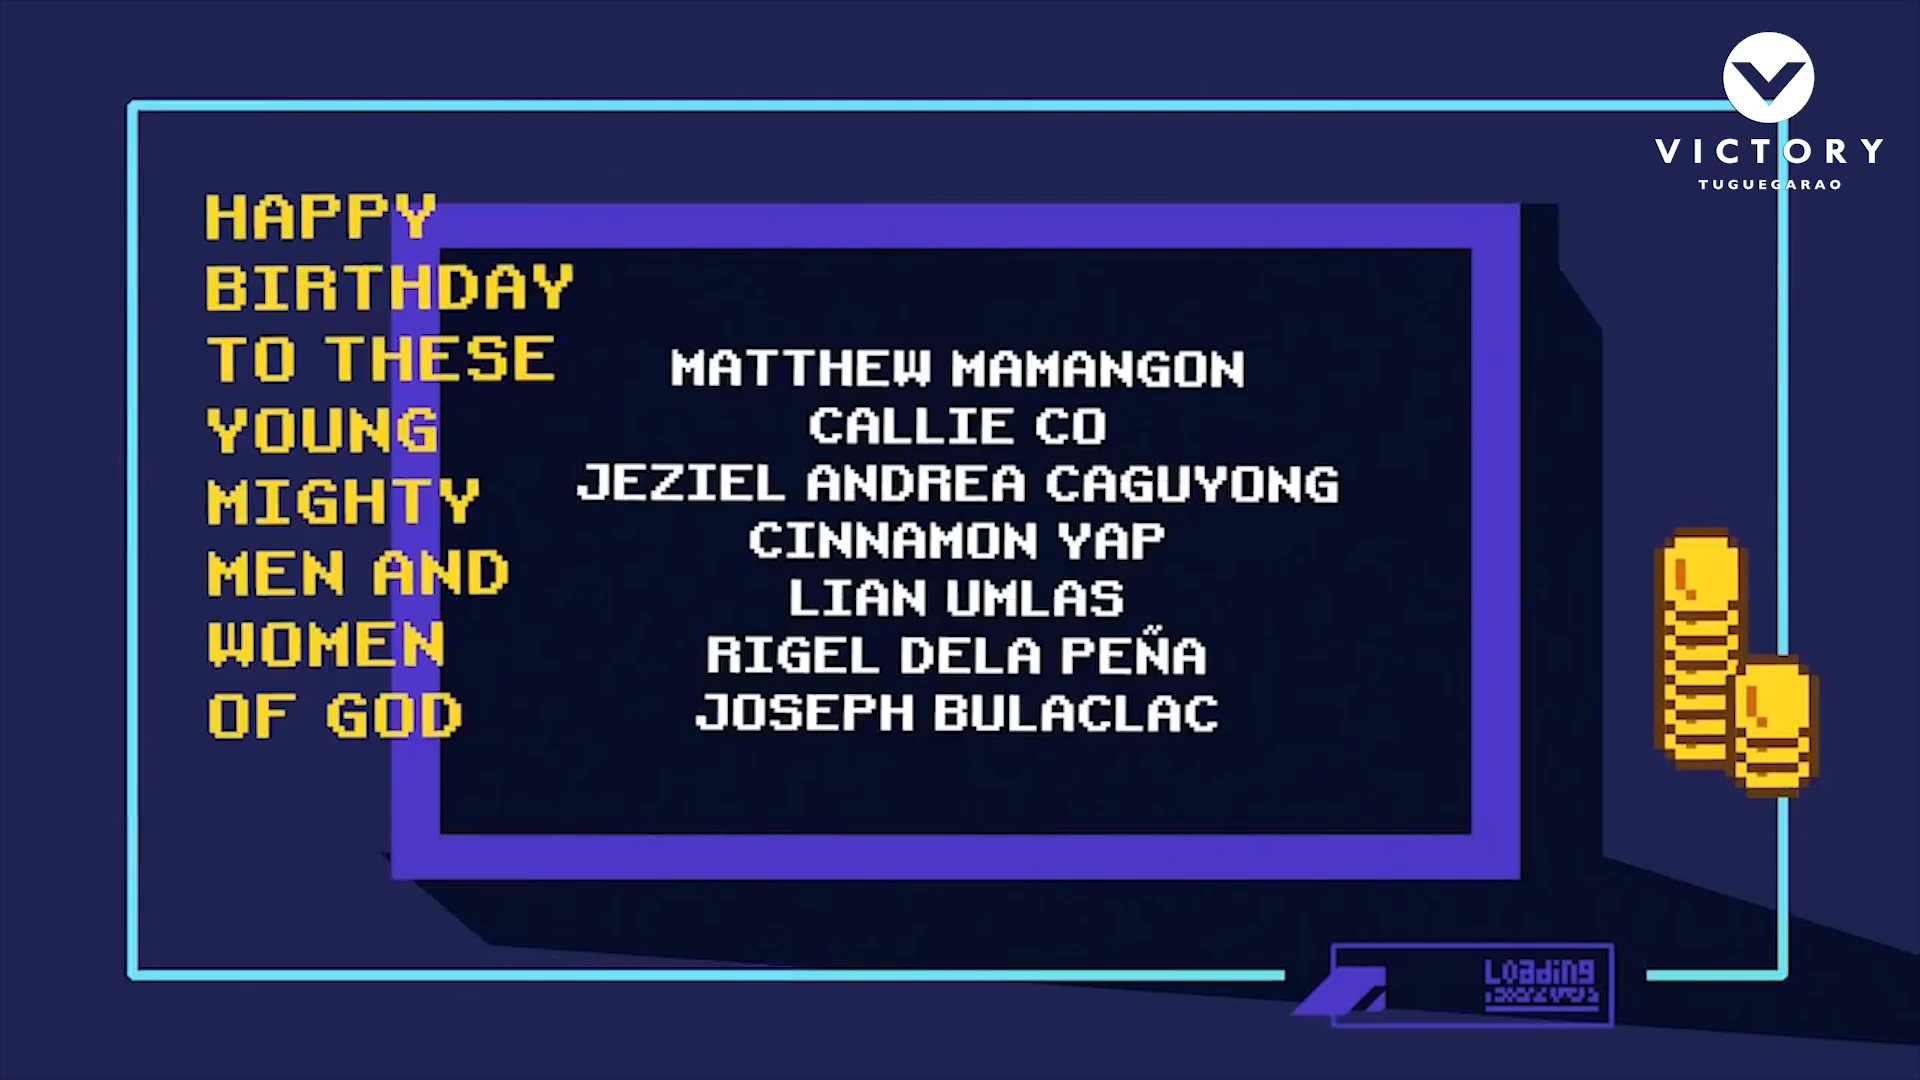 VICTORY
TUGUEGARAO
HAPPY
BIRTHDAY
TO THESE
YOUNG
MIGHTY
MEN AND
WOMEN
OF GOD
MATTHEW MAMANGON
CALLIE CO
JEZIEL ANDREA CAGUYONG
CINNAMON YAP
LIAN UMLAS
RIGEL DELA PEÑA
JOSEPH BULACLAC
Loading